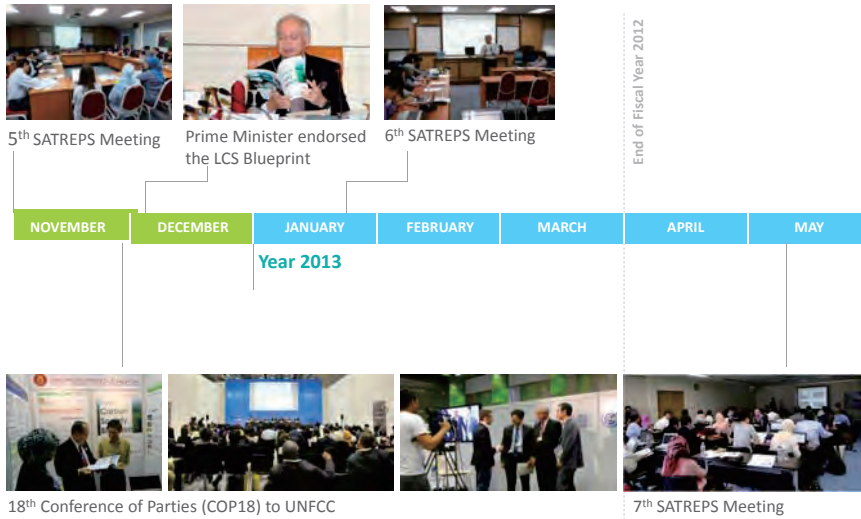 5th SATREPS Meeting
Prime Minister endorsed
the LCS Blueprint
6th SATREPS Meeting
End of Fiscal Year 2012
NOVEMBER
DECEMBER
JANUARY
FEBRUARY
MARCH
APRIL
MAY
Year 2013
18th Conference of Parties (COP18) to UNFCC
7th SATREPS Meeting